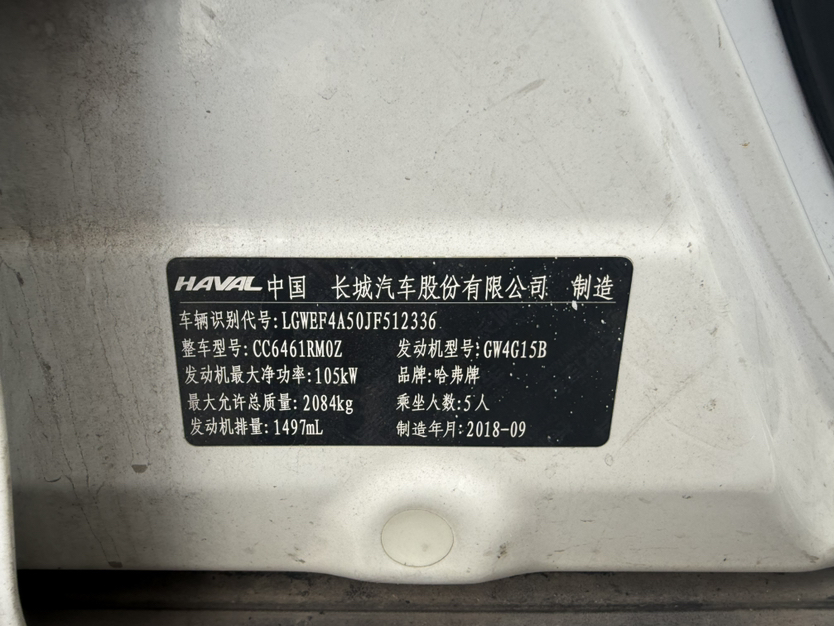 HAVAL 中国 长城汽车股份有限公司 制造
车辆识别代号:LGWEF4A50JF512336
整车型号:CC6461RM0Z 发动机型号:GW4G15B
发动机最大净功率:105kW 品牌:哈弗牌
最大允许总质量:2084kg 乘坐人数:5人
发动机排量:1497mL 制造年月:2018-09